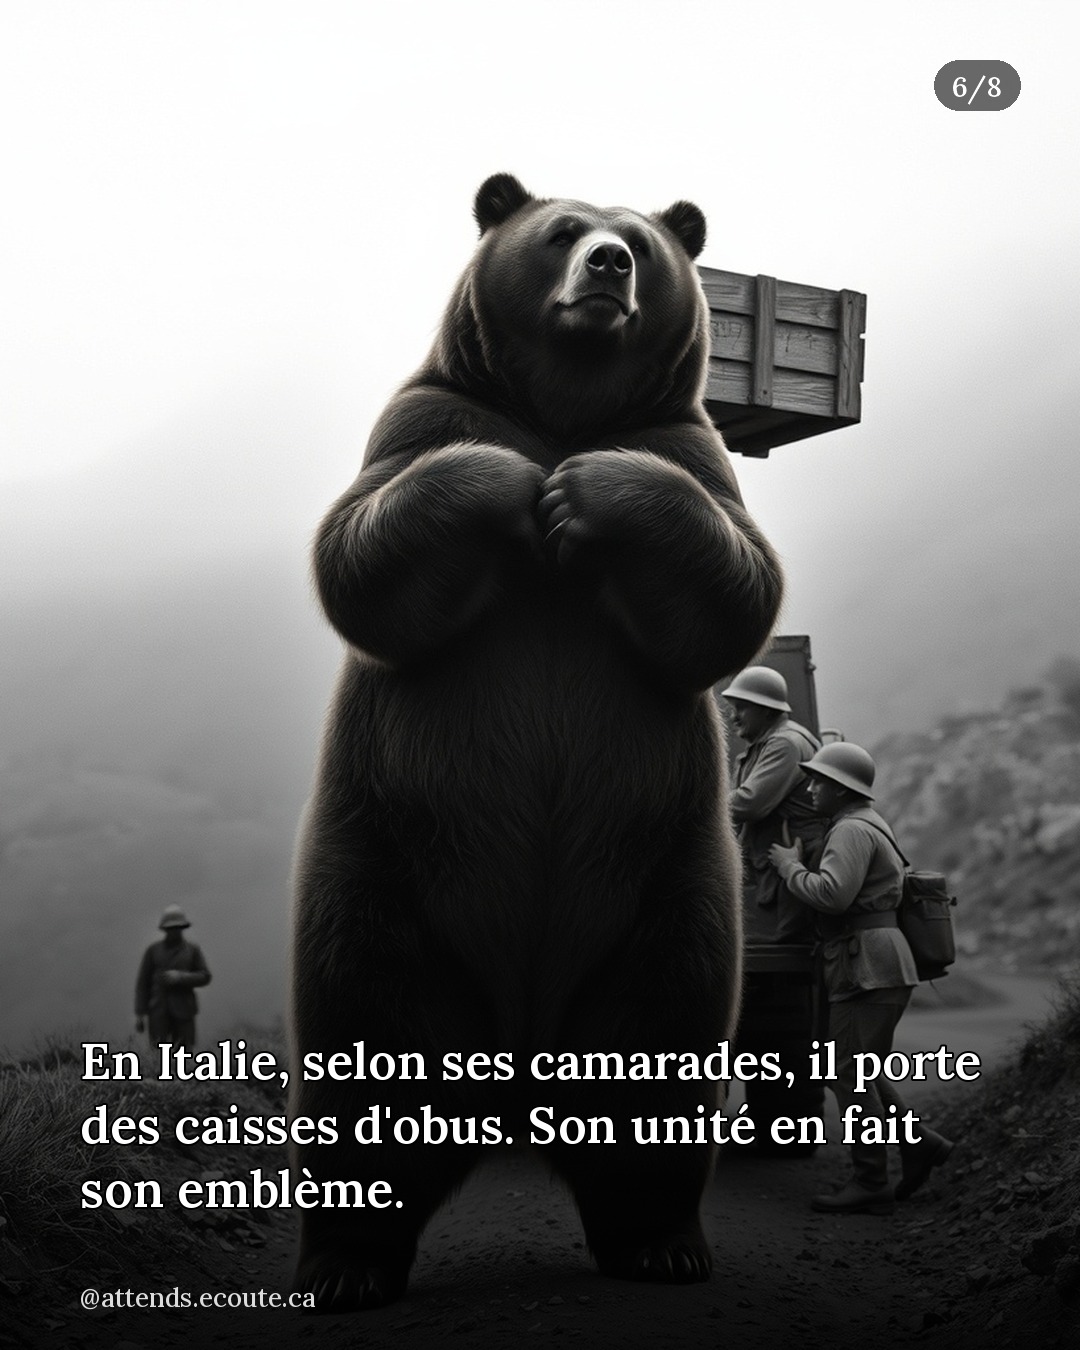 6/8
En Italie, selon ses camarades, il porte
des caisses d'obus. Son unité en fait
son emblème.
@attends.ecoute.ca